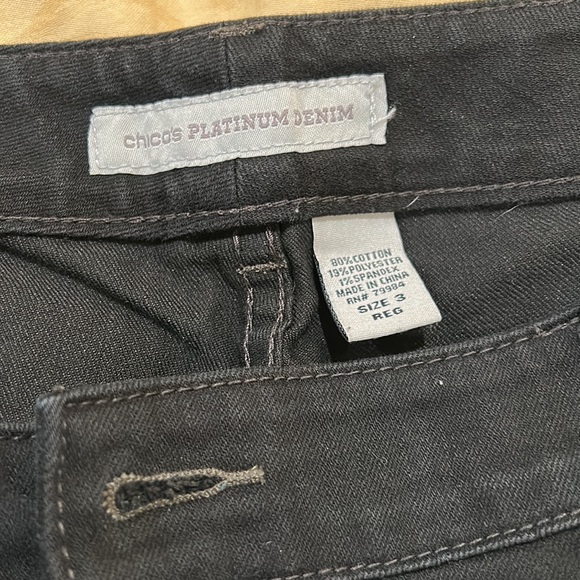 chico's PLATINUM DENIM
80% COTTON
19% POLYESTER
1% SPANDEX
MADE IN CHINA
RN# 79984
SIZE 3
REG